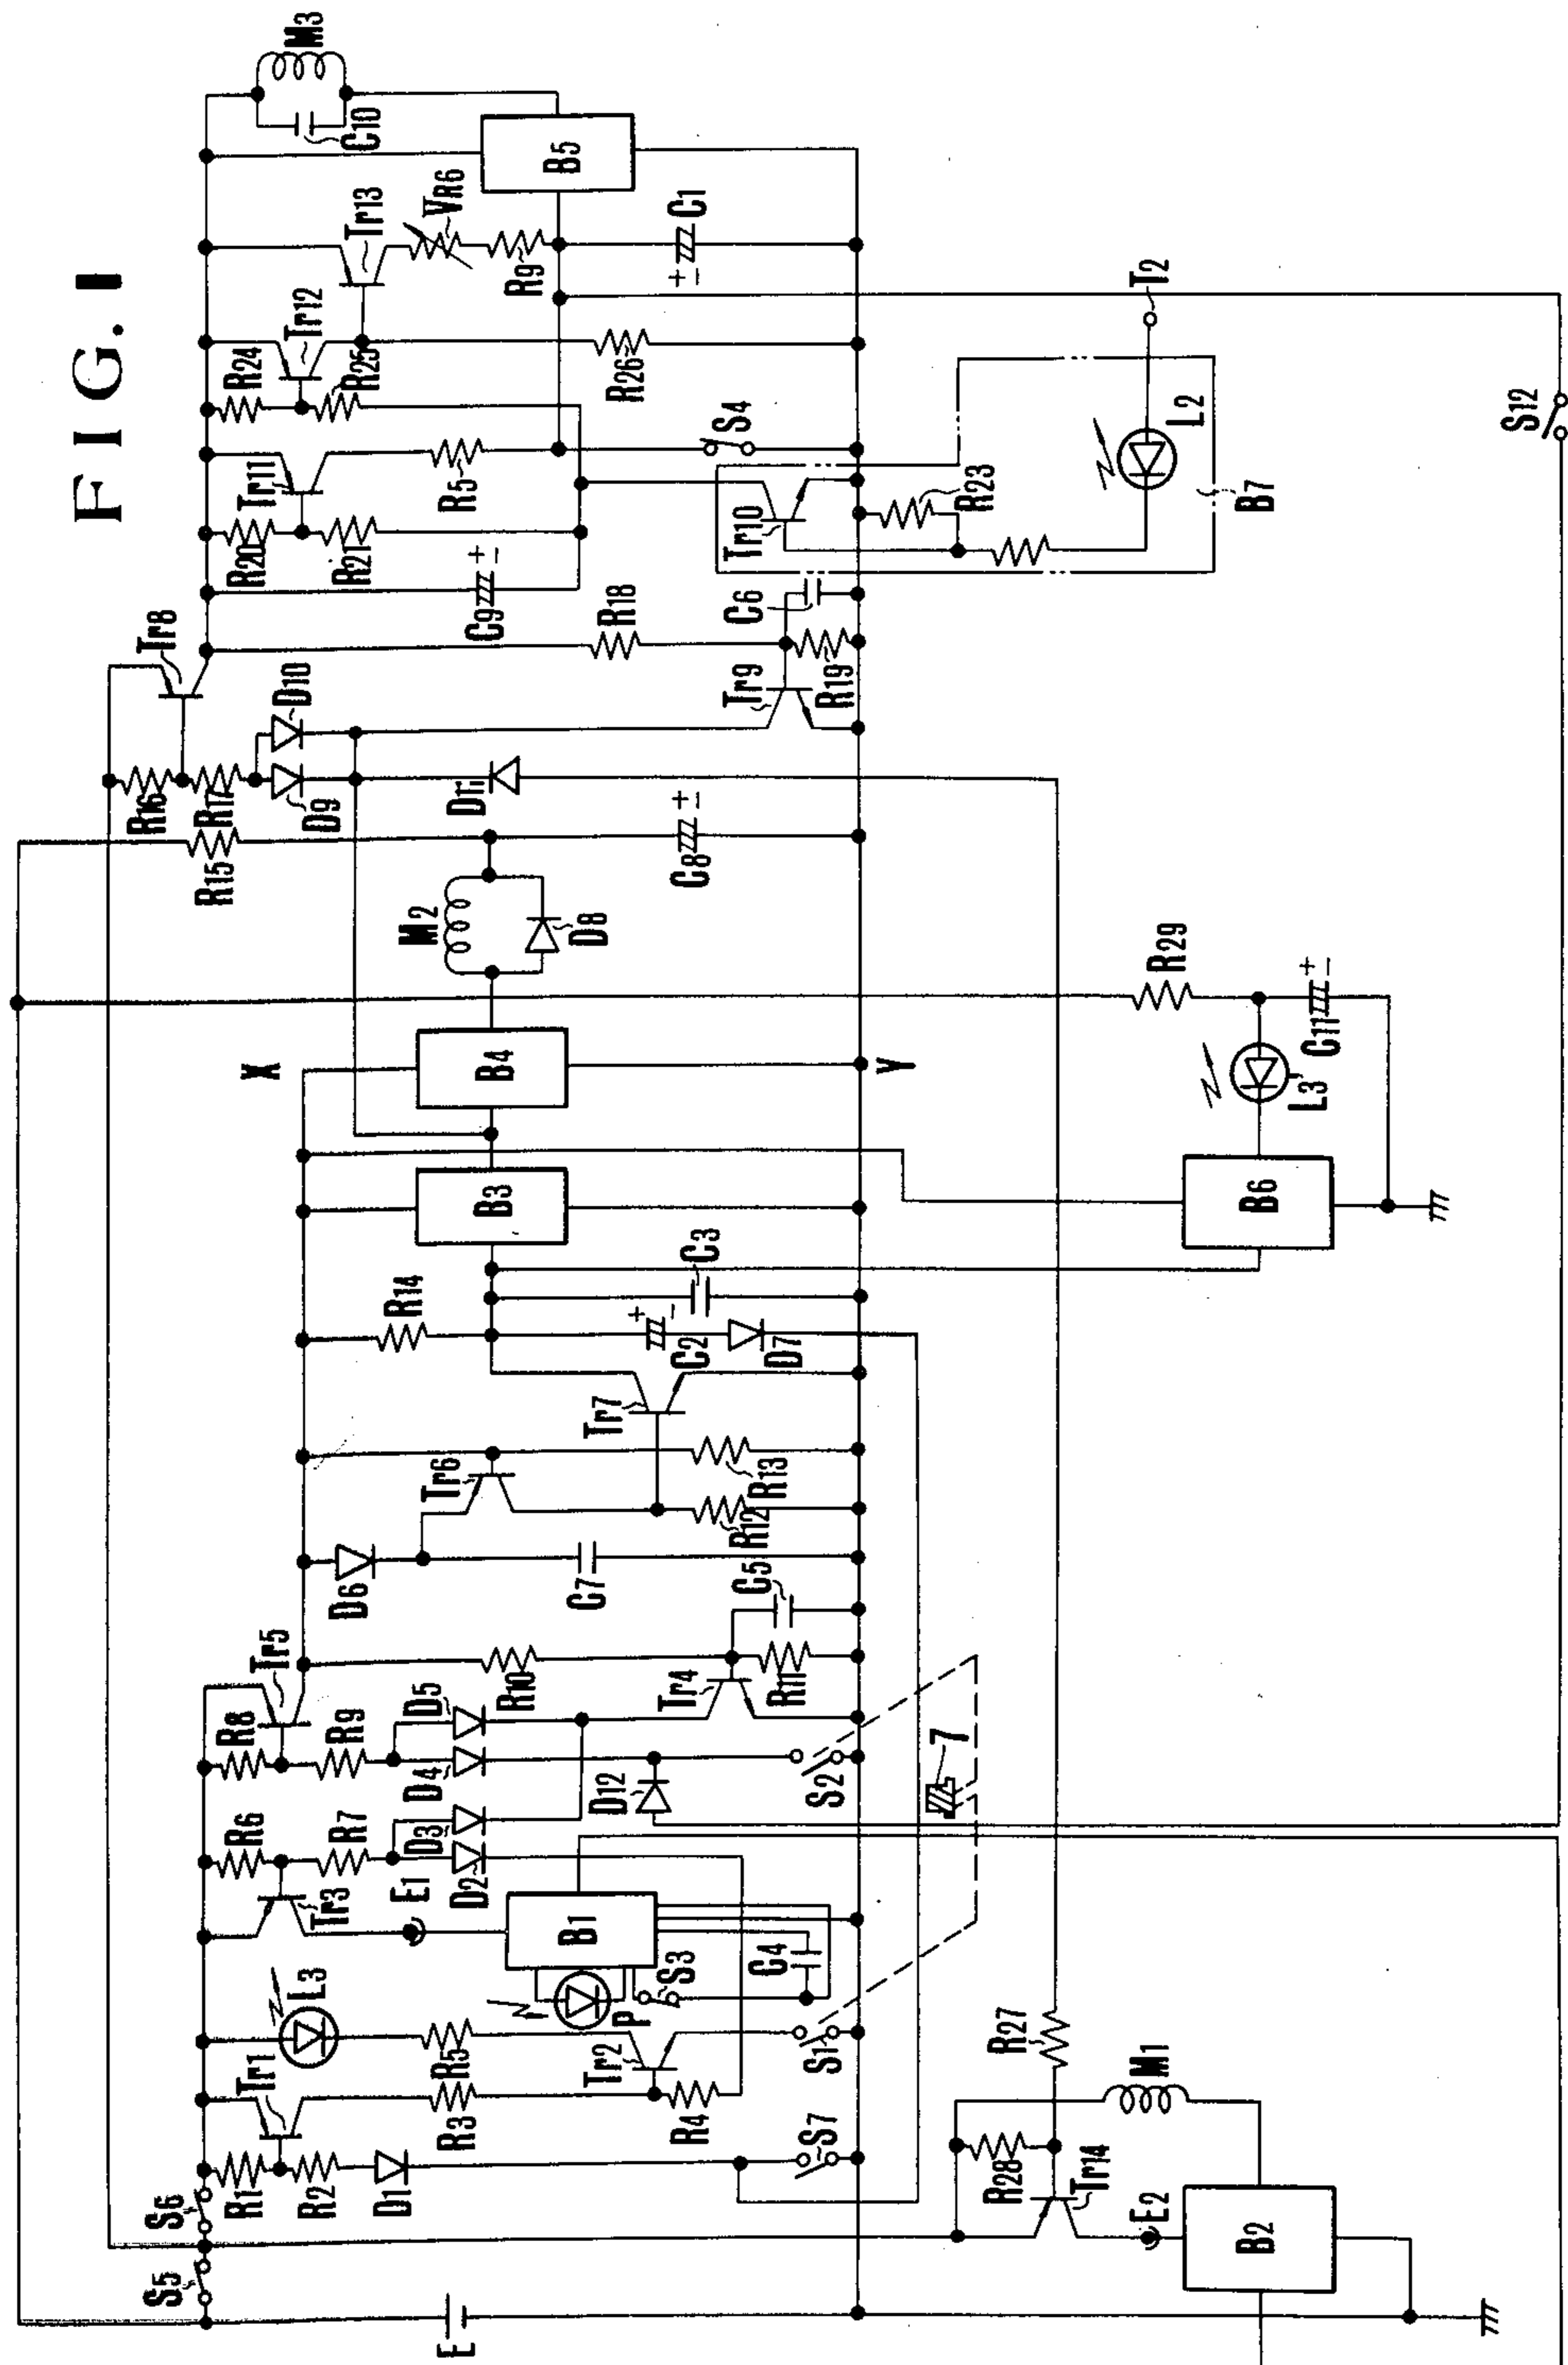 FIG. 1
S5
S6
E
R1
R2
D1
S7
Tr1
R3
R4
L3
R5
Tr2
S1
P
S3
B1
C4
E1
Tr3
R6
R7
D3
D2
R8
R9
D5
D4
D12
S2
7
Tr5
R10
Tr4
R11
C5
D6
C7
Tr6
R12
R13
Tr7
R14
C2
+
−
D7
C3
B3
B4
X
Y
M2
D8
R15
C8
+
−
R16
R17
D9
D10
D11
Tr8
Tr9
R18
R19
C6
C9
+
−
R20
R21
Tr11
R5
S4
Tr10
R23
R24
R25
Tr12
R26
Tr13
VR6
R9
C1
+
−
B5
C10
M3
L2
T2
B7
S12
R29
C11
+
−
L3
B6
R27
R28
M1
Tr14
E2
B2